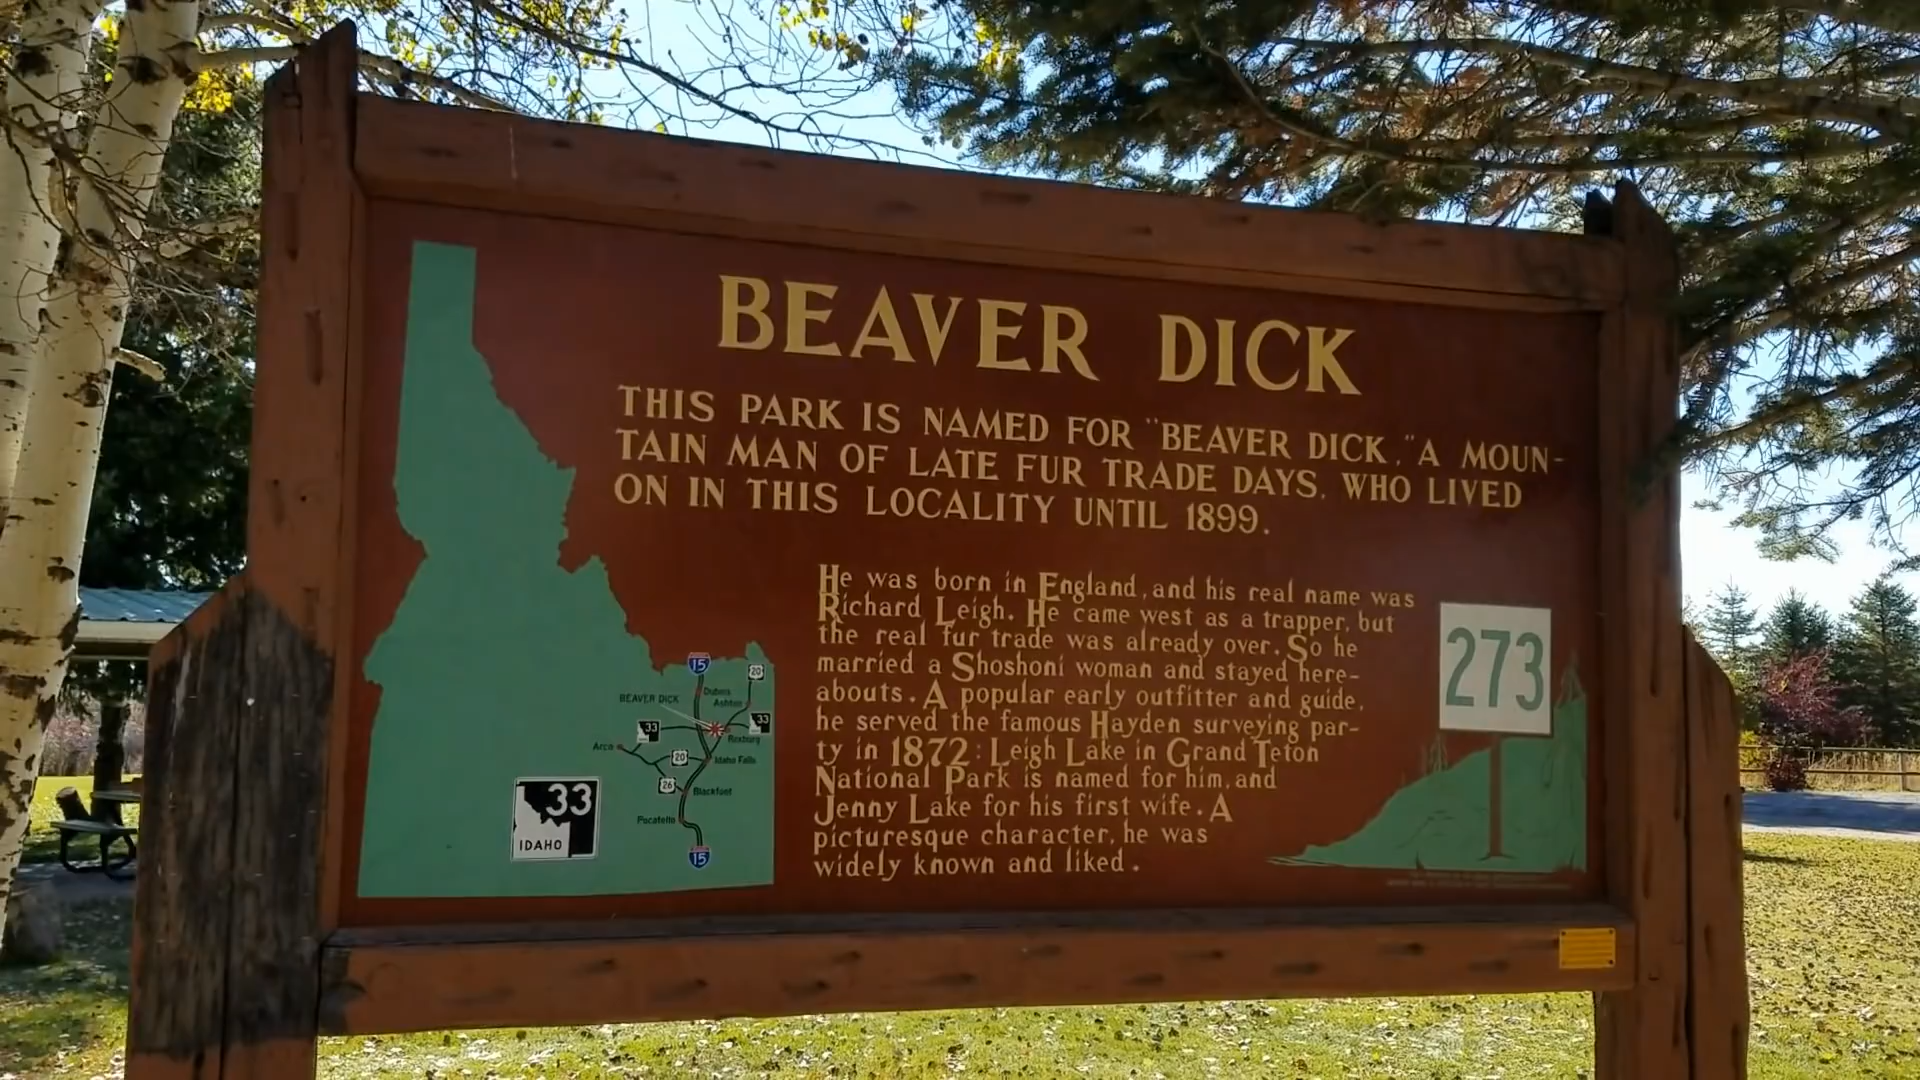 BEAVER DICK
THIS PARK IS NAMED FOR "BEAVER DICK," A MOUN-
TAIN MAN OF LATE FUR TRADE DAYS, WHO LIVED
ON IN THIS LOCALITY UNTIL 1899.
He was born in England, and his real name was
Richard Leigh. He came west as a trapper, but
the real fur trade was already over. So he
married a Shoshoni woman and stayed here-
abouts. A popular early outfitter and guide,
he served the famous Hayden surveying par-
ty in 1872: Leigh Lake in Grand Teton
National Park is named for him, and
Jenny Lake for his first wife. A
picturesque character, he was
widely known and liked.
273
15
20
Dubois
BEAVER DICK
Ashton
33
33
Rexburg
Arco
20
Idaho Falls
26
Blackfoot
Pocatello
15
33
IDAHO